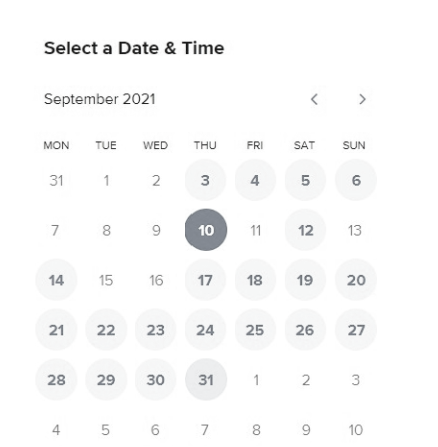 Select a Date & Time
September 2021
MON TUE WED THU FRI SAT SUN
31 1 2 3 4 5 6
7 8 9 10 11 12 13
14 15 16 17 18 19 20
21 22 23 24 25 26 27
28 29 30 31 1 2 3
4 5 6 7 8 9 10